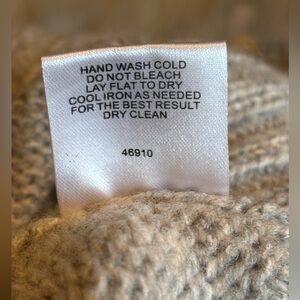 HAND WASH COLD
DO NOT BLEACH
LAY FLAT TO DRY
COOL IRON AS NEEDED
FOR THE BEST RESULT
DRY CLEAN
46910